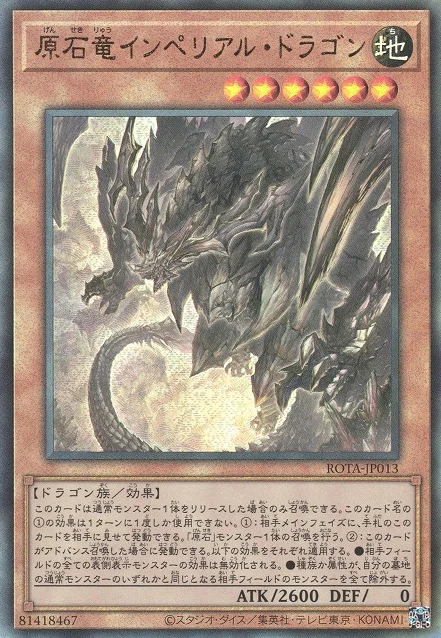 原石竜インペリアル・ドラゴン
地
ROTA-JP013
【ドラゴン族／効果】
このカードは通常モンスター1体をリリースした場合のみ召喚できる。このカード名の
①の効果は1ターンに1度しか使用できない。①：相手メインフェイズに、手札のこの
カードを相手に見せて発動できる。「原石」モンスター1体の召喚を行う。②：このカード
がアドバンス召喚した場合に発動できる。以下の効果をそれぞれ適用する。●相手フィー
ルドの全ての表側表示モンスターの効果は無効化される。●種族か属性が、自分の墓地
の通常モンスターのいずれかと同じとなる相手フィールドのモンスターを全て除外する。
ATK/2600 DEF/ 0
81418467 ©スタジオ・ダイス/集英社・テレビ東京・KONAMI